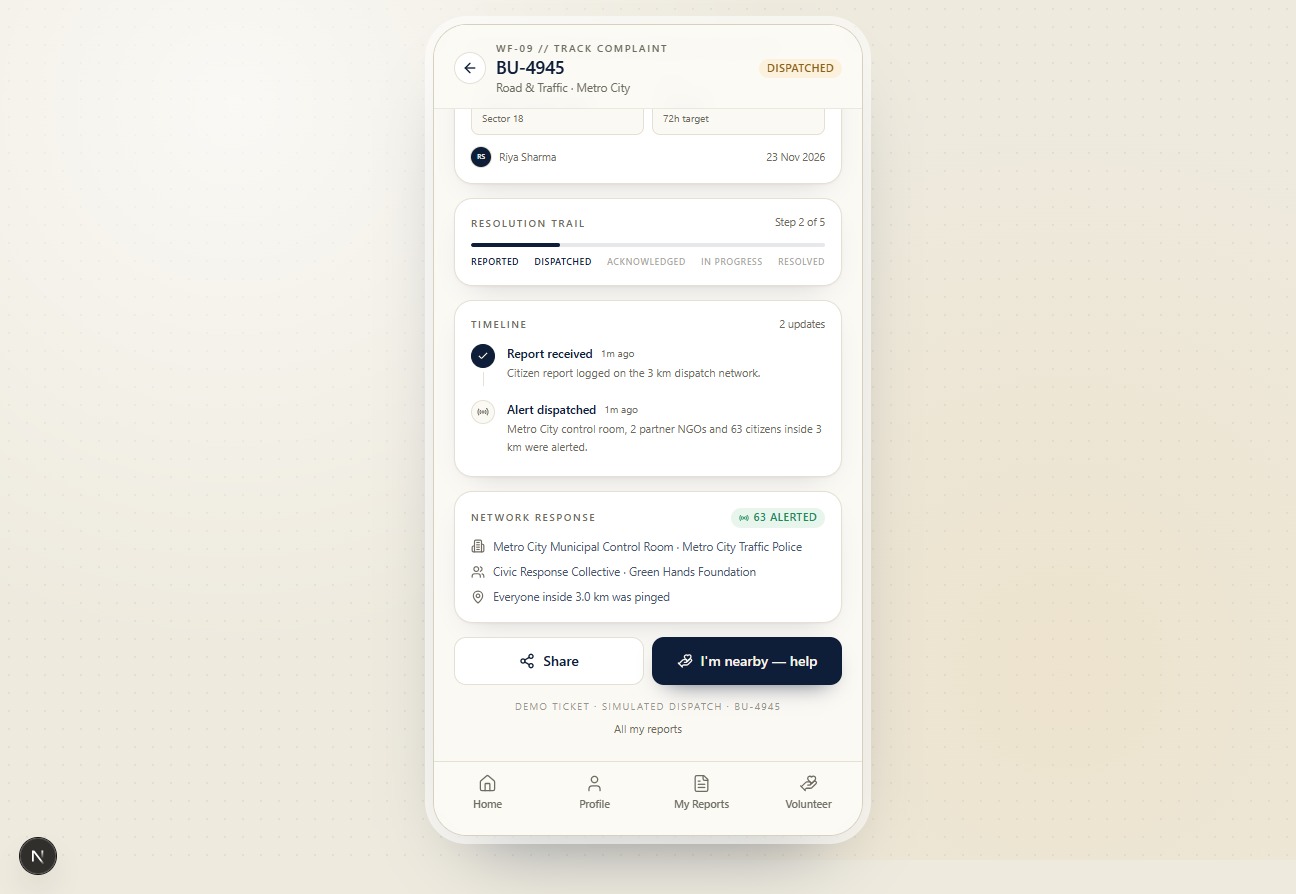 WF-09 // TRACK COMPLAINT
BU-4945
Road & Traffic · Metro City
DISPATCHED
Sector 18
72h target
RS
Riya Sharma
23 Nov 2026
RESOLUTION TRAIL
Step 2 of 5
REPORTED
DISPATCHED
ACKNOWLEDGED
IN PROGRESS
RESOLVED
TIMELINE
2 updates
Report received 1m ago
Citizen report logged on the 3 km dispatch network.
Alert dispatched 1m ago
Metro City control room, 2 partner NGOs and 63 citizens inside 3
km were alerted.
NETWORK RESPONSE
63 ALERTED
Metro City Municipal Control Room · Metro City Traffic Police
Civic Response Collective · Green Hands Foundation
Everyone inside 3.0 km was pinged
Share
I'm nearby — help
DEMO TICKET · SIMULATED DISPATCH · BU-4945
All my reports
Home
Profile
My Reports
Volunteer
N